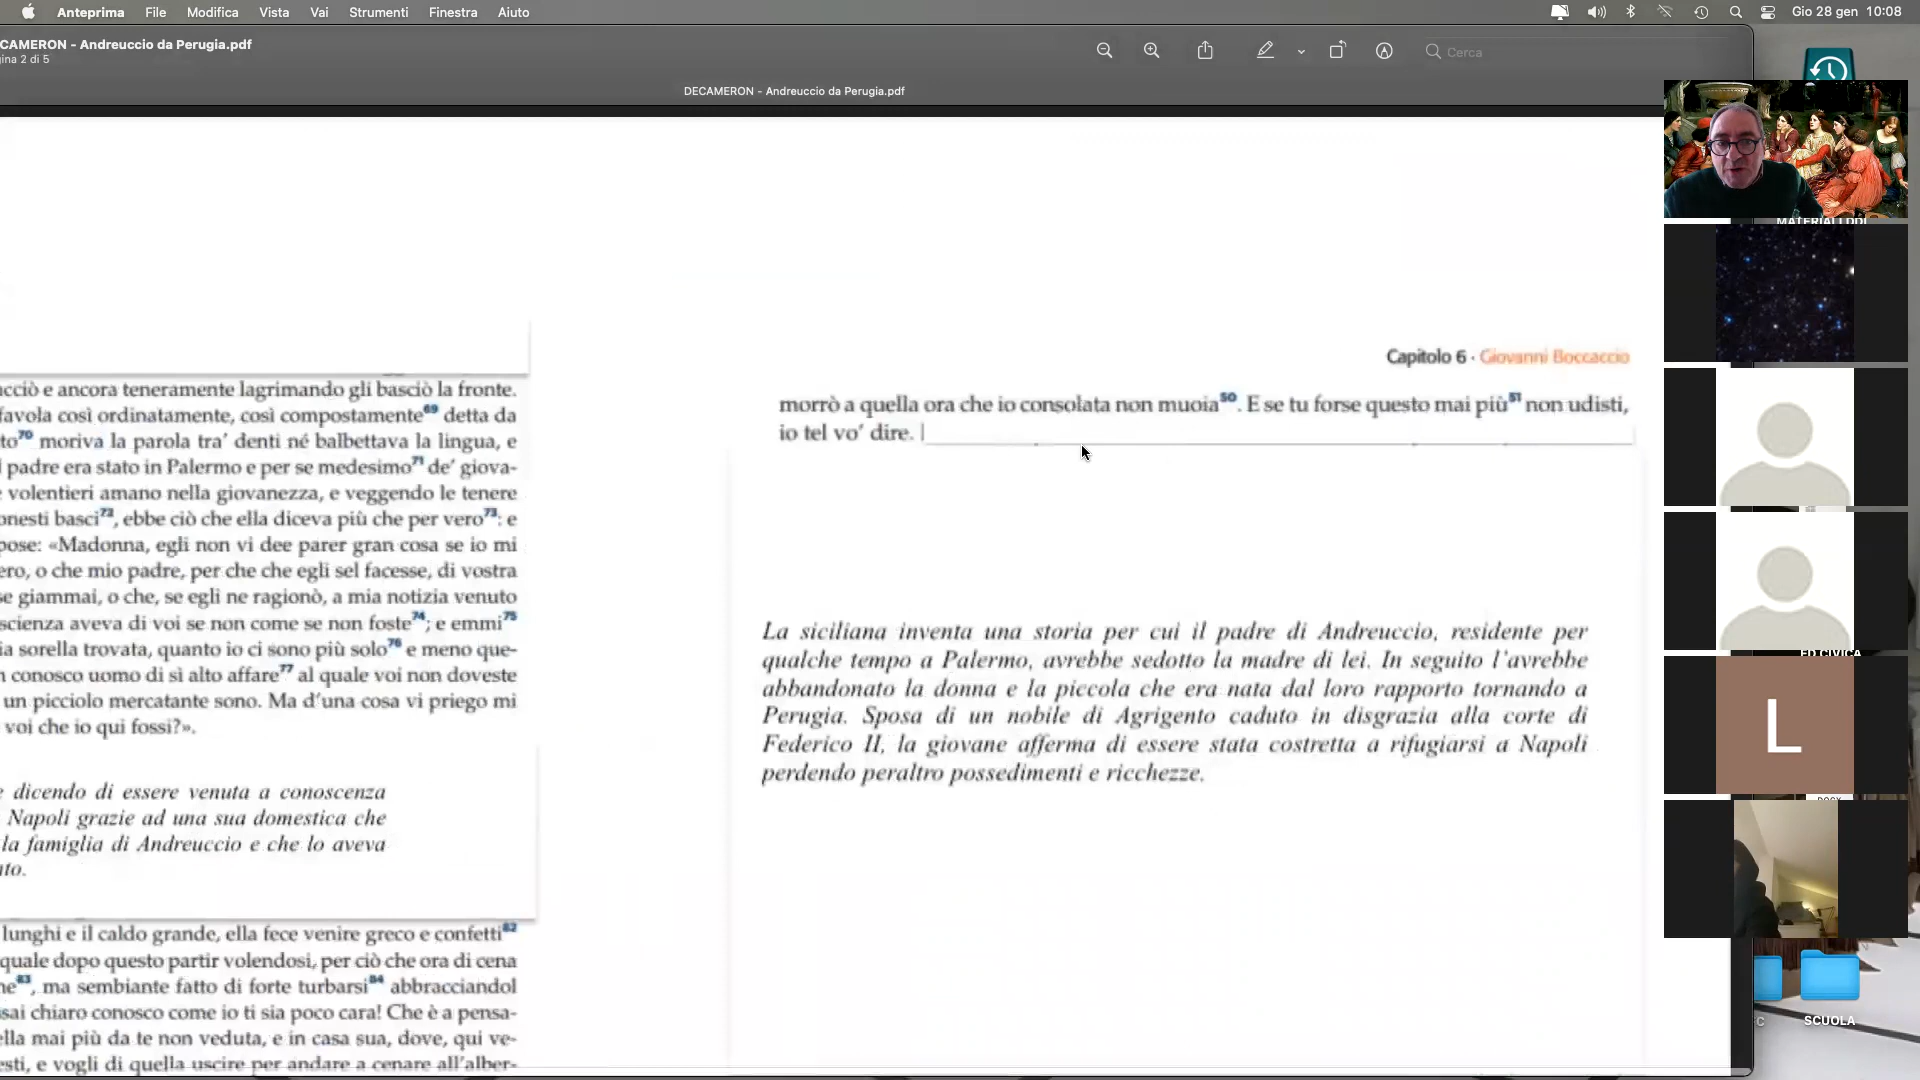 Anteprima File Modifica Vista Vai Strumenti Finestra Aiuto
Gio 28 gen 10:08
CAMERON - Andreuccio da Perugia.pdf
gina 2 di 5
Cerca
DECAMERON - Andreuccio da Perugia.pdf
cciò e ancora teneramente lagrimando gli basciò la fronte.
favola così ordinatamente, così compostamente69 detta da
to70 moriva la parola tra' denti né balbettava la lingua, e
l padre era stato in Palermo e per se medesimo71 de' giova-
e volentieri amano nella giovanezza, e veggendo le tenere
onesti basci72, ebbe ciò che ella diceva più che per vero73: e
pose: «Madonna, egli non vi dee parer gran cosa se io mi
ero, o che mio padre, per che che egli sel facesse, di vostra
se giammai, o che, se egli ne ragionò, a mia notizia venuto
scienza aveva di voi se non come se non foste74; e emmi75
ia sorella trovata, quanto io ci sono più solo76 e meno que-
n conosco uomo di sì alto affare77 al quale voi non doveste
un picciolo mercatante sono. Ma d'una cosa vi priego mi
voi che io qui fossi?».
e dicendo di essere venuta a conoscenza
Napoli grazie ad una sua domestica che
la famiglia di Andreuccio e che lo aveva
ato.
lunghi e il caldo grande, ella fece venire greco e confetti82
quale dopo questo partir volendosi, per ciò che ora di cena
ne83, ma sembiante fatto di forte turbarsi84 abbracciandol
ssai chiaro conosco come io ti sia poco cara! Che è a pensa-
ella mai più da te non veduta, e in casa sua, dove, qui ve-
esti, e vogli di quella uscire per andare a cenare all'alber-
Capitolo 6 · Giovanni Boccaccio
morrò a quella ora che io consolata non muoia50. E se tu forse questo mai più51 non udisti,
io tel vo' dire.
La siciliana inventa una storia per cui il padre di Andreuccio, residente per
qualche tempo a Palermo, avrebbe sedotto la madre di lei. In seguito l'avrebbe
abbandonato la donna e la piccola che era nata dal loro rapporto tornando a
Perugia. Sposa di un nobile di Agrigento caduto in disgrazia alla corte di
Federico II, la giovane afferma di essere stata costretta a rifugiarsi a Napoli
perdendo peraltro possedimenti e ricchezze.
L
SCUOLA